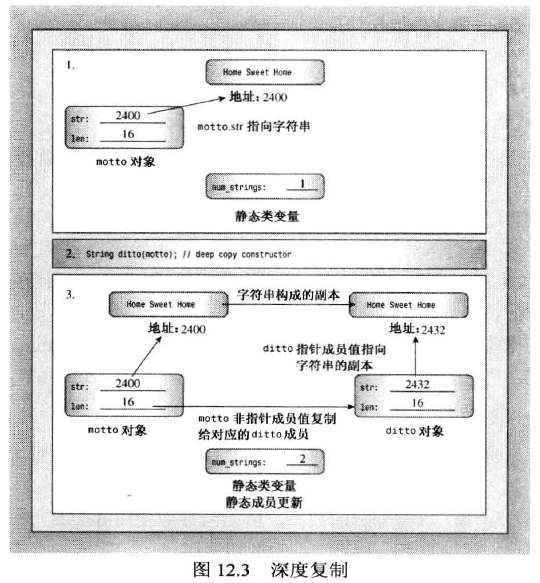 1.
Home Sweet Home
地址：2400
str: 2400
len: 16
motto.str 指向字符串
motto 对象
num_strings: 1
静态类变量
2. String ditto(motto); // deep copy constructor
3.
字符串构成的副本
Home Sweet Home
Home Sweet Home
地址：2400
地址：2432
ditto 指针成员值指向
字符串的副本
str: 2400
len: 16
str: 2432
len: 16
motto 对象
motto 非指针成员值复制
给对应的ditto成员
ditto 对象
num_strings: 2
静态类变量
静态成员更新
图 12.3 深度复制